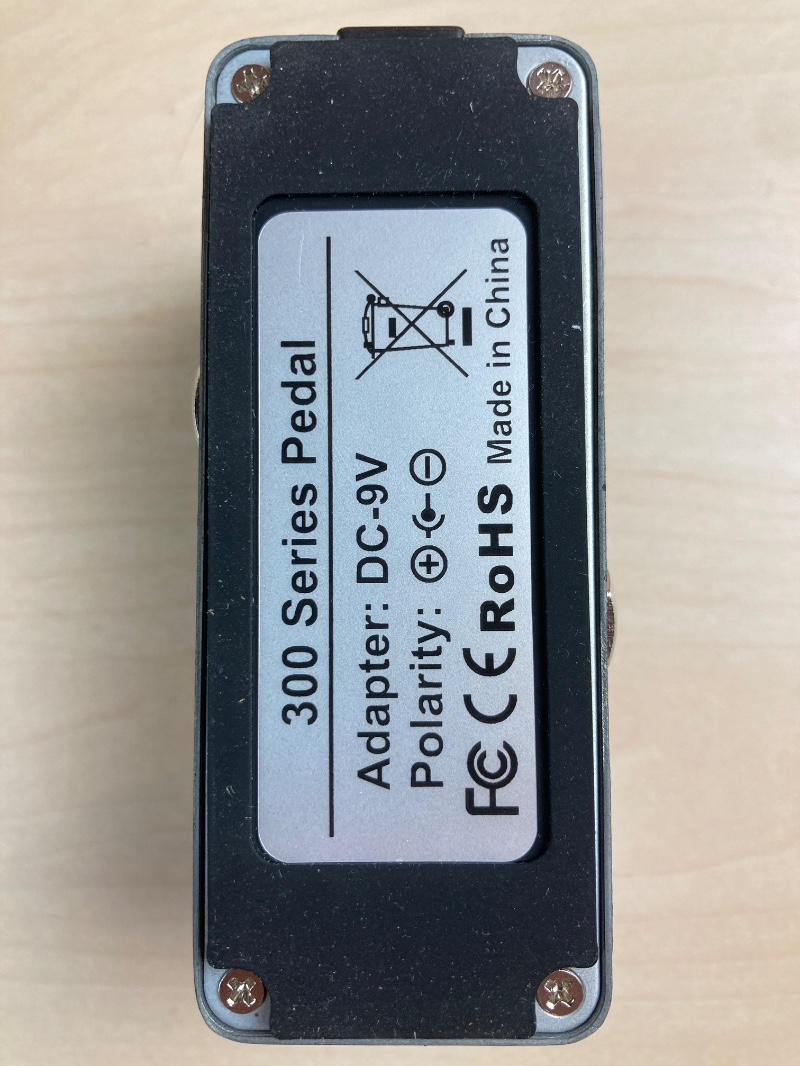 300 Series Pedal
Adapter: DC-9V
Polarity: ⊕-C•-⊖
FC CE RoHS Made in China